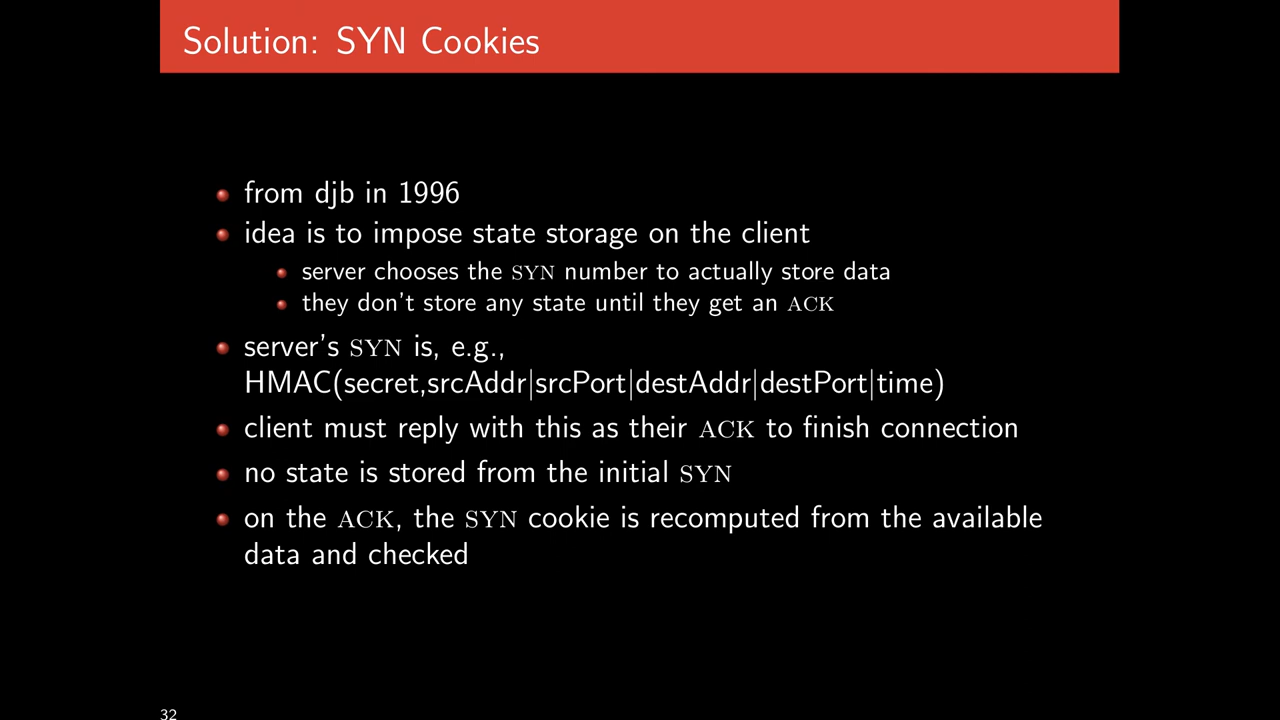 Solution: SYN Cookies
from djb in 1996
idea is to impose state storage on the client
server chooses the SYN number to actually store data
they don't store any state until they get an ACK
server's SYN is, e.g.,
HMAC(secret,srcAddr|srcPort|destAddr|destPort|time)
client must reply with this as their ACK to finish connection
no state is stored from the initial SYN
on the ACK, the SYN cookie is recomputed from the available
data and checked
32